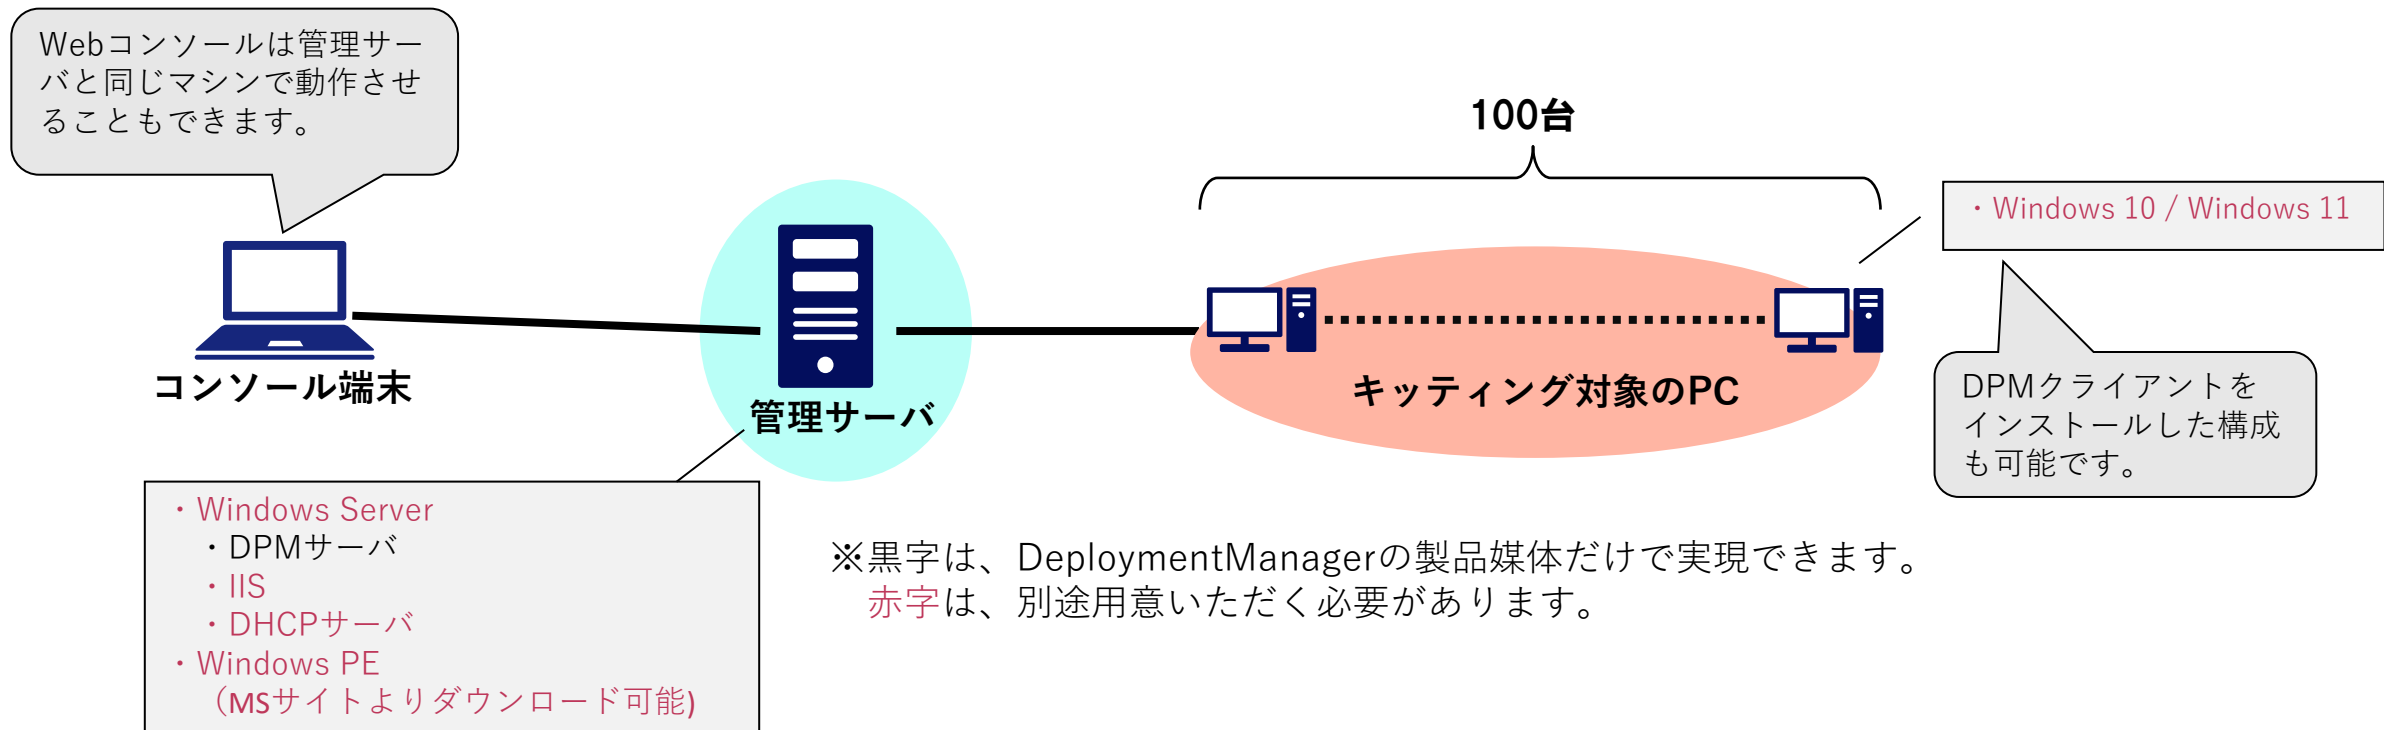 Webコンソールは管理サー
バと同じマシンで動作させ
ることもできます。
100台
・Windows 10 / Windows 11
コンソール端末
管理サーバ
キッティング対象のPC
DPMクライアントを
インストールした構成
も可能です。
・Windows Server
・DPMサーバ
・IIS
・DHCPサーバ
・Windows PE
（MSサイトよりダウンロード可能)
※黒字は、DeploymentManagerの製品媒体だけで実現できます。
赤字は、別途用意いただく必要があります。